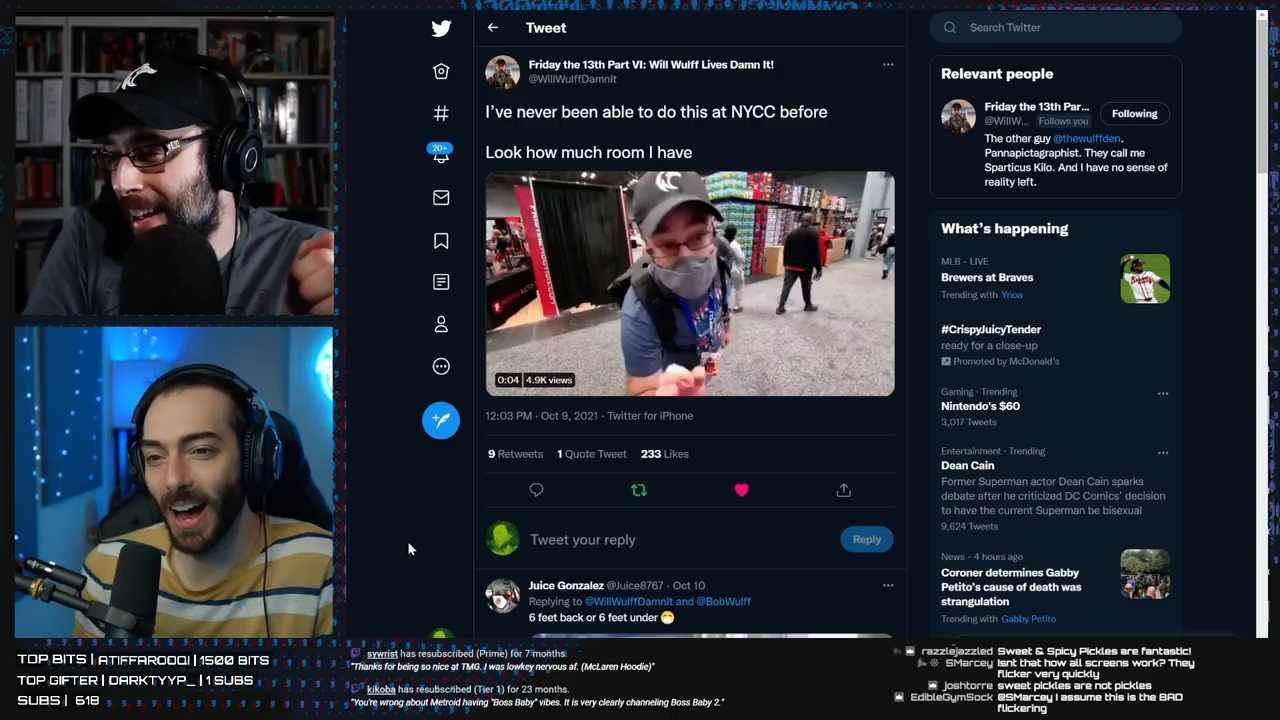 Tweet
Friday the 13th Part VI: Will Wulff Lives Damn It!
@WillWulffDamnIt
I've never been able to do this at NYCC before
Look how much room I have
0:04 4.9K views
12:03 PM · Oct 9, 2021 · Twitter for iPhone
9 Retweets 1 Quote Tweet 233 Likes
Tweet your reply
Reply
Juice Gonzalez @Juice8767 · Oct 10
Replying to @WillWulffDamnIt and @BobWulff
6 feet back or 6 feet under 😷
20+
Search Twitter
Relevant people
Friday the 13th Par...
@WillW... Follows you
Following
The other guy @thewulffden.
Pannapictagraphist. They call me
Sparticus Kilo. And I have no sense of
reality left.
What's happening
MLB · LIVE
Brewers at Braves
Trending with Ynoa
#CrispyJuicyTender
ready for a close-up
Promoted by McDonald's
Gaming · Trending
Nintendo's $60
3,017 Tweets
Entertainment · Trending
Dean Cain
Former Superman actor Dean Cain sparks
debate after he criticized DC Comics' decision
to have the current Superman be bisexual
9,624 Tweets
News · 4 hours ago
Coroner determines Gabby
Petito's cause of death was
strangulation
Trending with Gabby Petito
TOP BITS | ATIFFAROOQI | 1500 BITS
TOP GIFTER | DARKTYYP_ | 1 SUBS
SUBS | 618
sywrist has resubscribed (Prime) for 7 months.
"Thanks for being so nice at TMG. I was lowkey nervous af. (McLaren Hoodie)"
kikoba has resubscribed (Tier 1) for 23 months.
"You're wrong about Metroid having "Boss Baby" vibes. It is very clearly channeling Boss Baby 2."
razzlejazzled Sweet & Spicy Pickles are fantastic!
SMarcey Isnt that how all screens work? They
flicker very quickly
joshtorre sweet pickles are not pickles
EdibleGymSock @SMarcey I assume this is the BAD
flickering